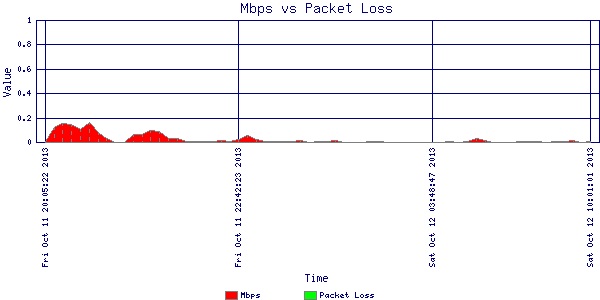 Mbps vs Packet Loss
1
0.8
0.6
0.4
0.2
0
Value
Fri Oct 11 20:05:22 2013
Fri Oct 11 22:42:23 2013
Sat Oct 12 03:48:47 2013
Sat Oct 12 10:01:01 2013
Time
Mbps
Packet Loss